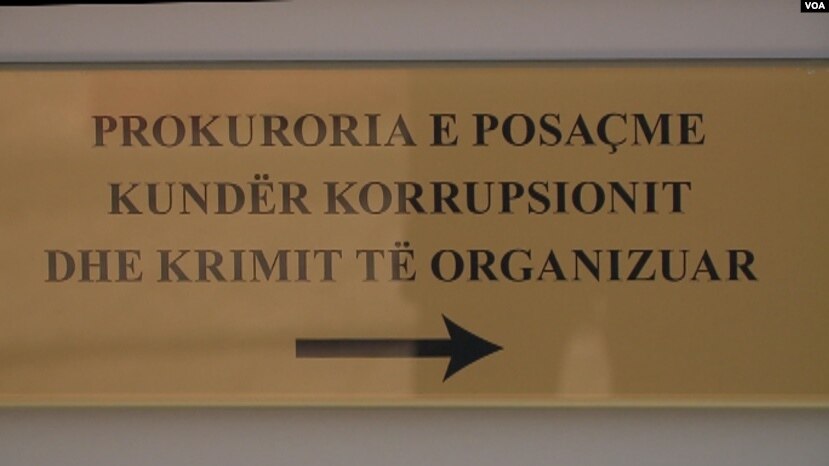 VOA
PROKURORIA E POSAÇME
KUNDËR KORRUPSIONIT
DHE KRIMIT TË ORGANIZUAR